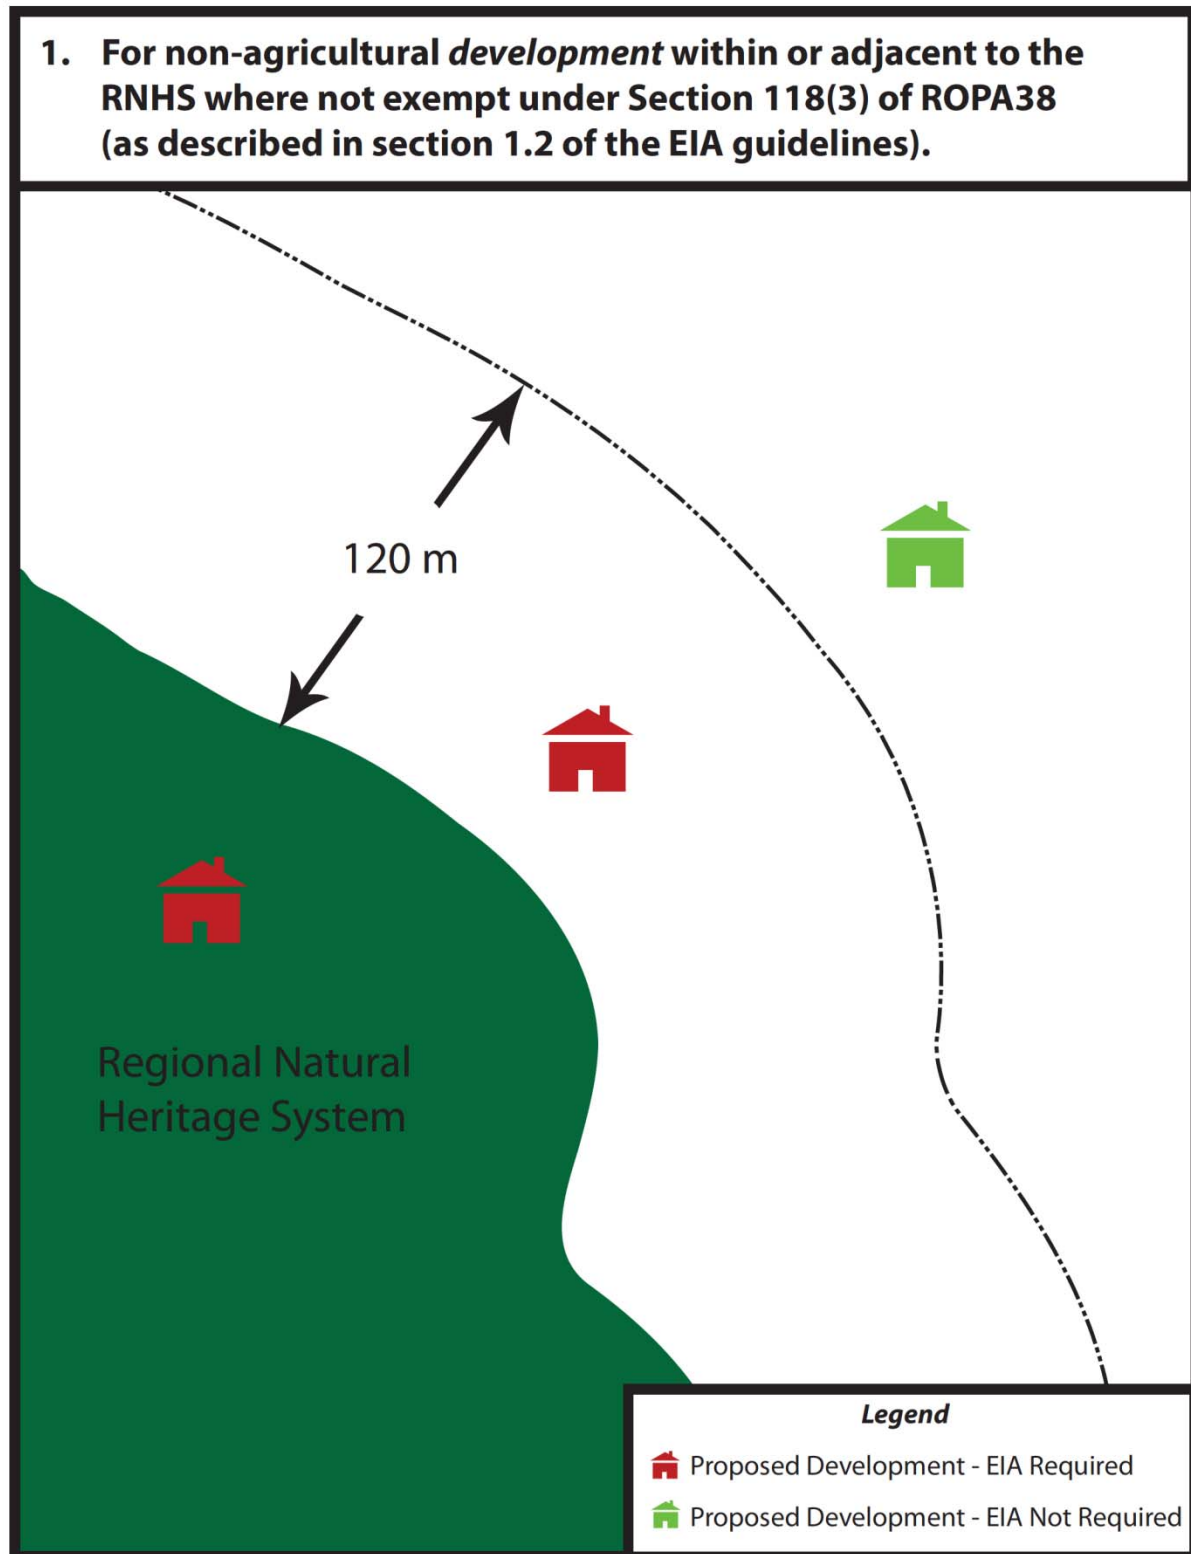 1. For non-agricultural development within or adjacent to the
RNHS where not exempt under Section 118(3) of ROPA38
(as described in section 1.2 of the EIA guidelines).
120 m
Regional Natural
Heritage System
Legend
Proposed Development - EIA Required
Proposed Development - EIA Not Required